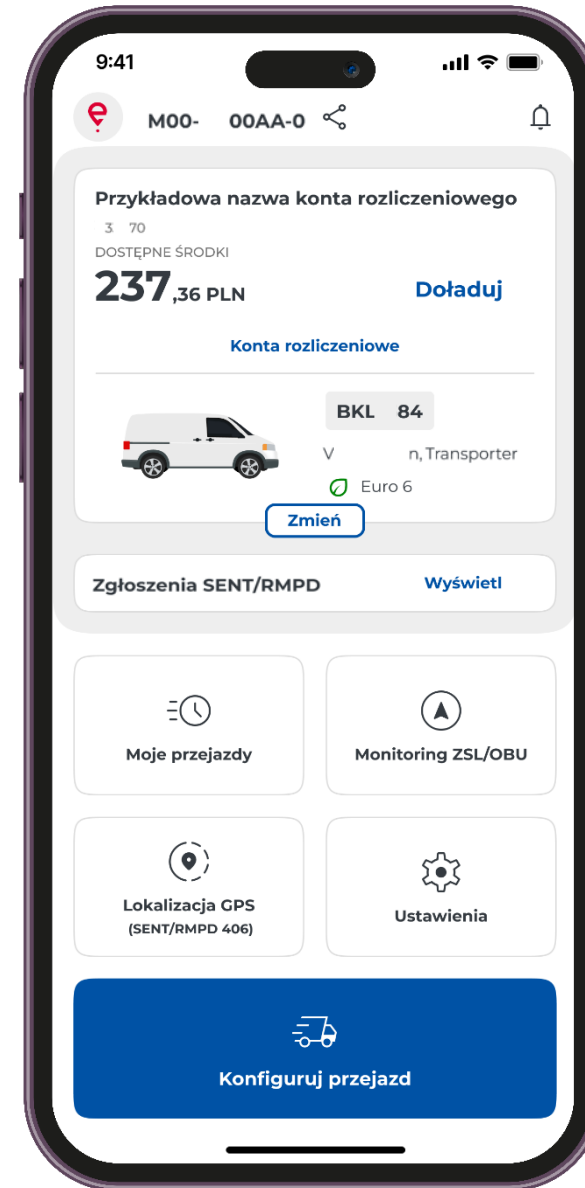 9:41
M00- 00AA-0
Przykładowa nazwa konta rozliczeniowego
3 70
DOSTĘPNE ŚRODKI
237,36 PLN
Doładuj
Konta rozliczeniowe
BKL 84
V n, Transporter
Euro 6
Zmień
Zgłoszenia SENT/RMPD
Wyświetl
Moje przejazdy
Monitoring ZSL/OBU
Lokalizacja GPS
(SENT/RMPD 406)
Ustawienia
Konfiguruj przejazd